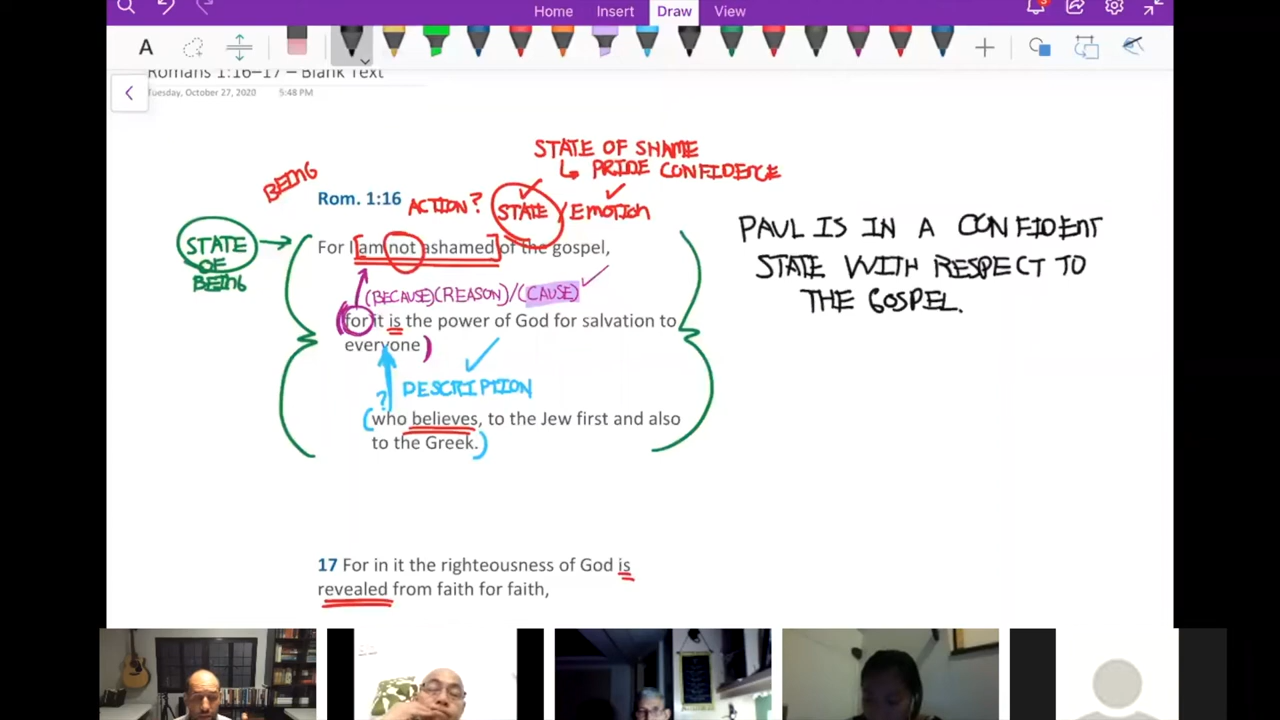 Home Insert Draw View
3
A
Romans 1:16–17 – Blank Text
Tuesday, October 27, 2020 5:48 PM
STATE OF SHAME
↳ PRIDE CONFIDENCE
BEING
Rom. 1:16 ACTION? STATE / EMOTION
STATE OF BEING
For I am not ashamed of the gospel,
(BECAUSE)(REASON)/(CAUSE)
for it is the power of God for salvation to
everyone
? DESCRIPTION
(who believes, to the Jew first and also
to the Greek.)
PAUL IS IN A CONFIDENT
STATE WITH RESPECT TO
THE GOSPEL.
17 For in it the righteousness of God is
revealed from faith for faith,